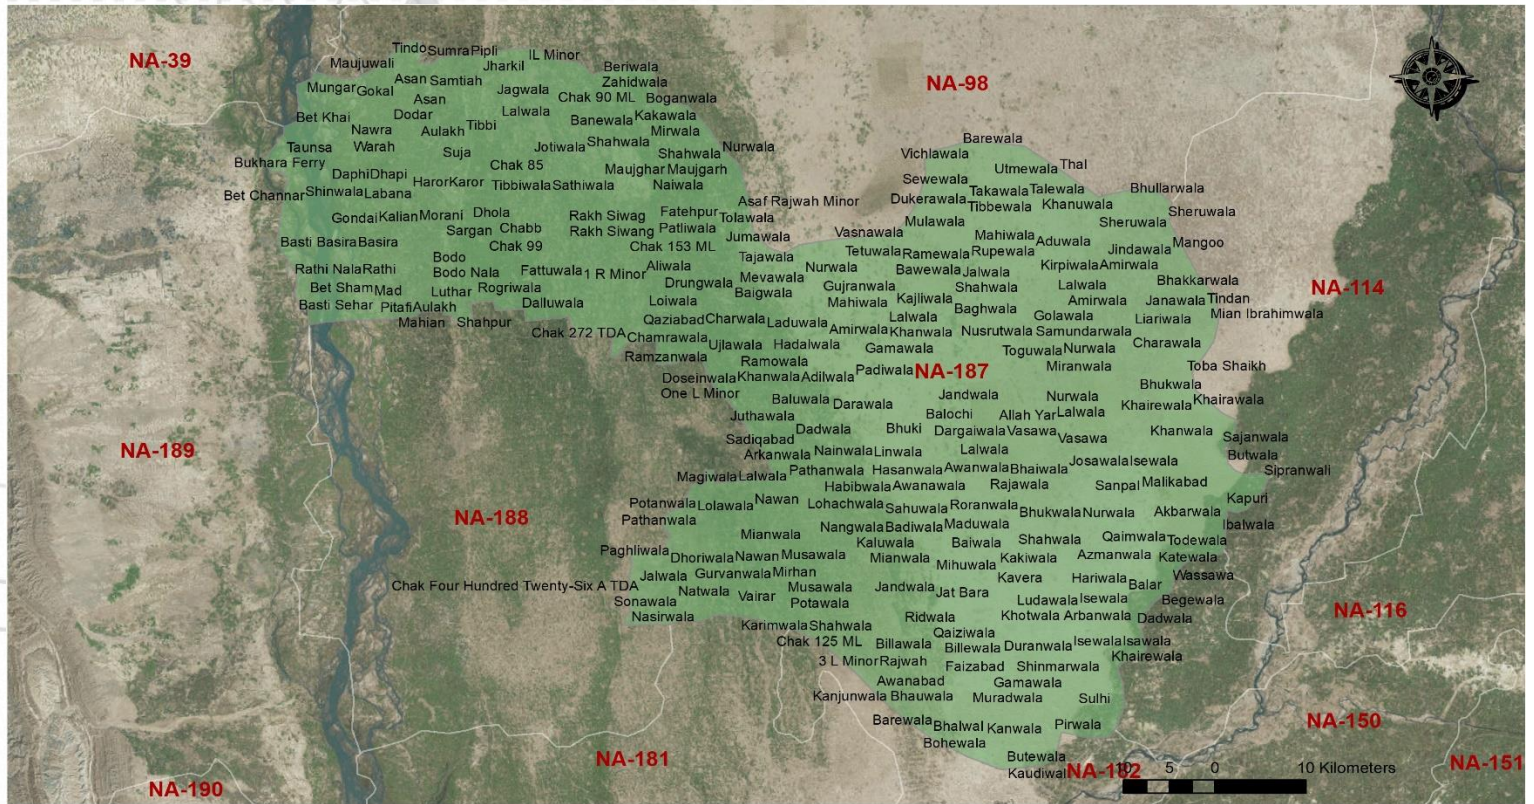 Tindo Sumra Pipli IL Minor
NA-39 Maujuwali Jharkil Beriwala
Mungar Gokal Asan Samtiah Jagwala Zahidwala NA-98
Asan Chak 90 ML Boganwala
Bet Khai Dodar Lalwala Banewala Kakawala
Nawra Aulakh Tibbi Mirwala
Taunsa Warah Suja Jotiwala Shahwala Shahwala Nurwala Barewala
Bukhara Ferry Chak 85 Vichlawala
Daphi Dhapi Maujghar Maujgarh Utmewala Thal
Bet Channar Shinwala Labana Haror Karor Tibbiwala Sathiwala Naiwala Sewewala Takawala Talewala Bhullarwala
Asaf Rajwah Minor Dukerawala Tibbewala Khanuwala
Gondai Kalian Morani Dhola Rakh Siwag Fatehpur Tolawala Mulawala Sheruwala Sheruwala
Sargan Chabb Rakh Siwang Patliwala Vasnawala
Basti Basira Basira Chak 99 Chak 153 ML Jumawala Mahiwala Aduwala Mangoo
Bodo Tajawala Tetuwala Ramewala Rupewala Jindawala
Rathi Nala Rathi Bodo Nala Fattuwala 1 R Minor Aliwala Nurwala Bawewala Jalwala Kirpiwala Amirwala
Bet Sham Mad Luthar Rogriwala Drungwala Mevawala Gujranwala Shahwala Lalwala Bhakkarwala NA-114
Basti Sehar Pitafi Aulakh Dalluwala Loiwala Baigwala Mahiwala Kajliwala Baghwala Amirwala Janawala Tindan
Mahian Shahpur Qaziabad Charwala Laduwala Lalwala Golawala Liariwala Mian Ibrahimwala
Chak 272 TDA Chamrawala Amirwala Khanwala Nusrutwala Samundarwala
Ujlawala Hadalwala Gamawala Toguwala Nurwala Charawala
Ramzanwala Ramowala Padiwala NA-187 Miranwala Toba Shaikh
Doseinwala Khanwala Adilwala Bhukwala
One L Minor Baluwala Darawala Jandwala Nurwala Khairewala Khairawala
Juthawala Balochi Allah Yar Lalwala
Dadwala Bhuki Dargaiwala Vasawa Vasawa Khanwala Sajanwala
NA-189 Sadiqabad Nainwala Linwala Lalwala Butwala
Arkanwala Pathanwala Hasanwala Awanwala Bhaiwala Josawala Isewala Sipranwali
Magiwala Lalwala Habibwala Awanawala Rajawala Sanpal Malikabad
Potanwala Lolawala Nawan Lohachwala Sahuwala Roranwala Kapuri
NA-188 Pathanwala Bhukwala Nurwala Akbarwala
Mianwala Nangwala Badiwala Maduwala Ibalwala
Paghliwala Kaluwala Baiwala Shahwala Qaimwala Todewala
Dhoriwala Nawan Musawala Mianwala Mihuwala Kakiwala Azmanwala Katewala
Chak Four Hundred Twenty-Six A TDA Jalwala Gurvanwala Mirhan Kavera Hariwala Balar Wassawa
Sonawala Natwala Vairar Musawala Jandwala Jat Bara Ludawala Isewala Begewala NA-116
Nasirwala Potawala Ridwala Khotwala Arbanwala Dadwala
Karimwala Shahwala Qaiziwala
Chak 125 ML Billawala Billewala Duranwala Isewala Isawala
3 L Minor Rajwah Faizabad Shinmarwala Khairewala
Awanabad Gamawala
Kanjunwala Bhauwala Muradwala Sulhi
Barewala Bhalwal Kanwala Pirwala NA-150
Bohewala
NA-181 Butewala NA-151
NA-190 Kaudiwal NA-182 5 0 10 Kilometers